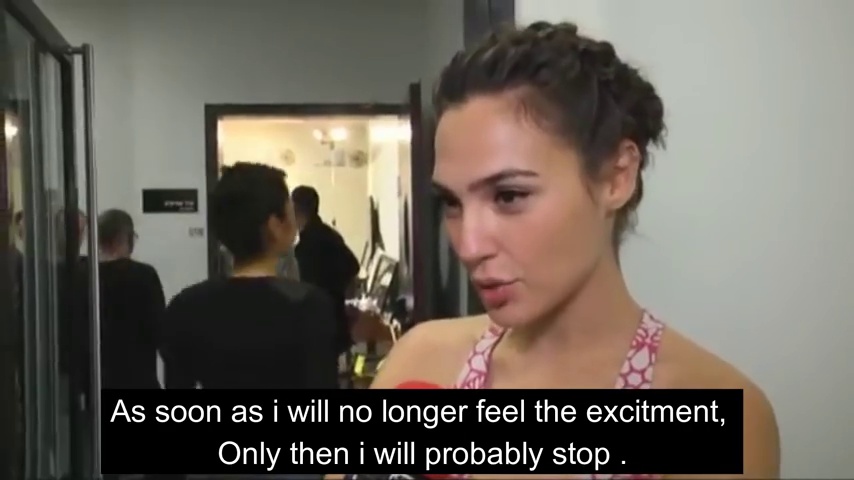 As soon as i will no longer feel the excitment,
Only then i will probably stop .